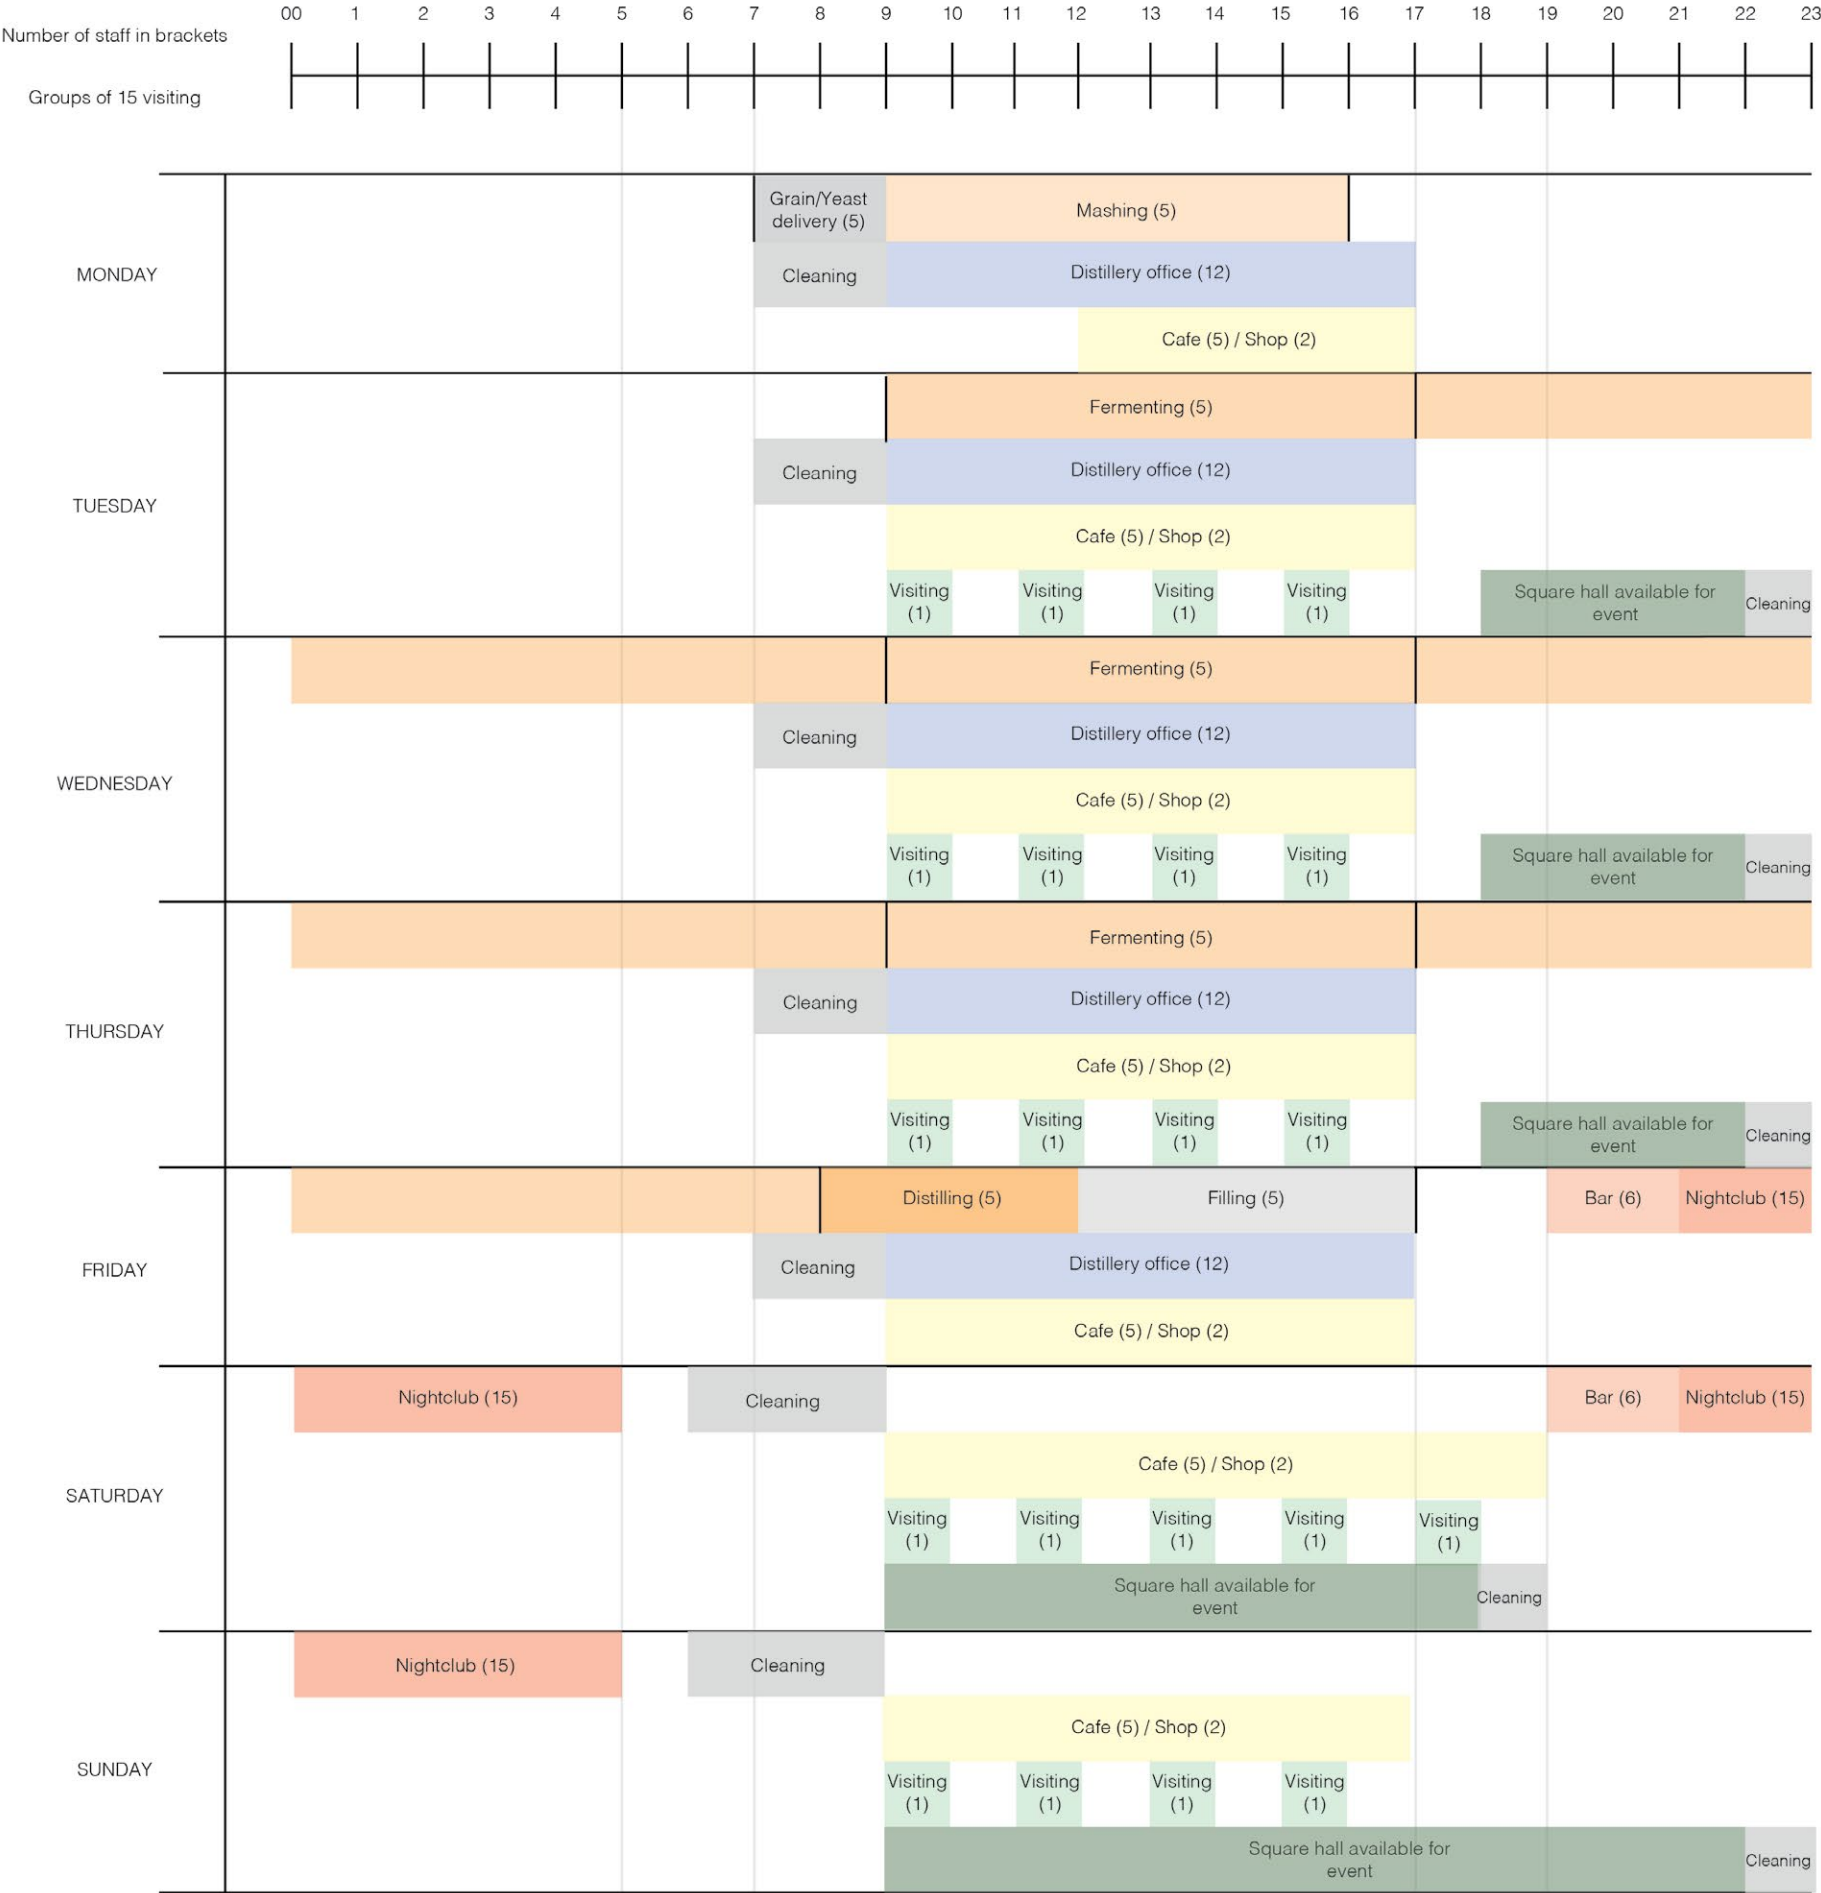 00 1 2 3 4 5 6 7 8 9 10 11 12 13 14 15 16 17 18 19 20 21 22 23
Number of staff in brackets
Groups of 15 visiting
MONDAY
Grain/Yeast
delivery (5)
Mashing (5)
Cleaning
Distillery office (12)
Cafe (5) / Shop (2)
TUESDAY
Fermenting (5)
Cleaning
Distillery office (12)
Cafe (5) / Shop (2)
Visiting
(1)
Visiting
(1)
Visiting
(1)
Visiting
(1)
Square hall available for
event
Cleaning
WEDNESDAY
Fermenting (5)
Cleaning
Distillery office (12)
Cafe (5) / Shop (2)
Visiting
(1)
Visiting
(1)
Visiting
(1)
Visiting
(1)
Square hall available for
event
Cleaning
THURSDAY
Fermenting (5)
Cleaning
Distillery office (12)
Cafe (5) / Shop (2)
Visiting
(1)
Visiting
(1)
Visiting
(1)
Visiting
(1)
Square hall available for
event
Cleaning
FRIDAY
Distilling (5)
Filling (5)
Bar (6)
Nightclub (15)
Cleaning
Distillery office (12)
Cafe (5) / Shop (2)
SATURDAY
Nightclub (15)
Cleaning
Bar (6)
Nightclub (15)
Cafe (5) / Shop (2)
Visiting
(1)
Visiting
(1)
Visiting
(1)
Visiting
(1)
Visiting
(1)
Square hall available for
event
Cleaning
SUNDAY
Nightclub (15)
Cleaning
Cafe (5) / Shop (2)
Visiting
(1)
Visiting
(1)
Visiting
(1)
Visiting
(1)
Square hall available for
event
Cleaning